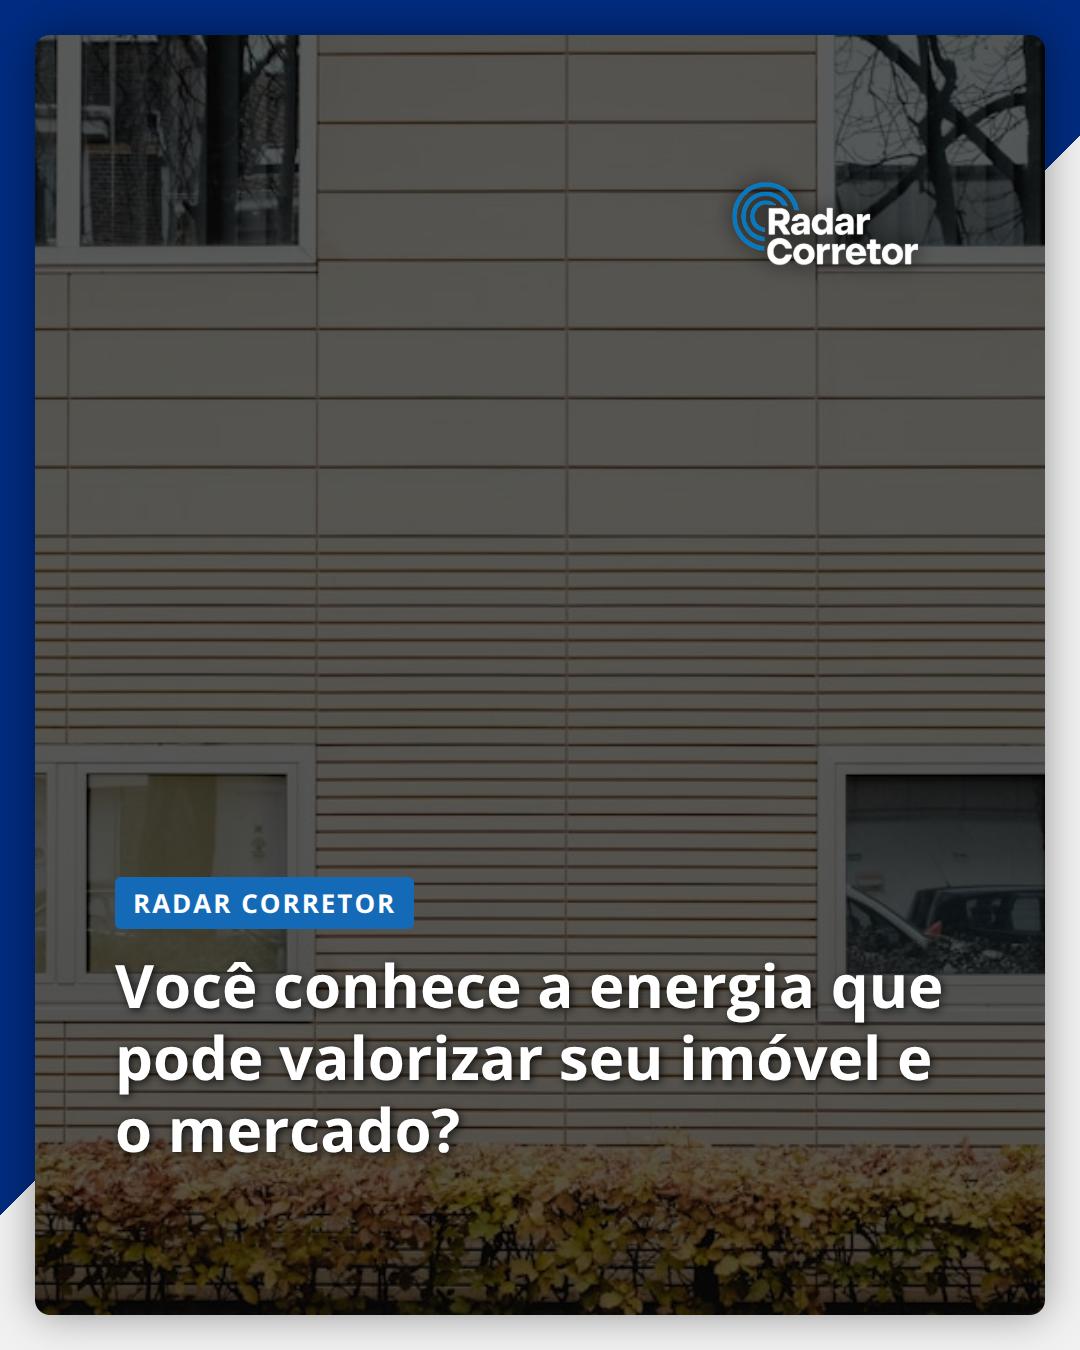 Radar
Corretor
RADAR CORRETOR
Você conhece a energia que
pode valorizar seu imóvel e
o mercado?